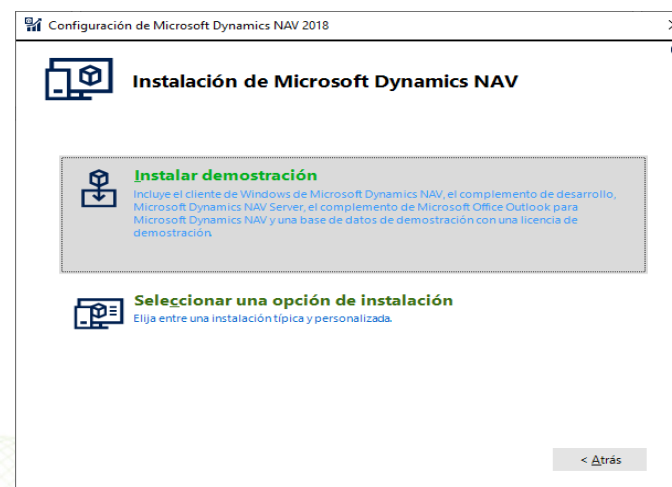 Configuración de Microsoft Dynamics NAV 2018
Instalación de Microsoft Dynamics NAV
Instalar demostración
Incluye el cliente de Windows de Microsoft Dynamics NAV, el complemento de desarrollo,
Microsoft Dynamics NAV Server, el complemento de Microsoft Office Outlook para
Microsoft Dynamics NAV y una base de datos de demostración con una licencia de
demostración.
Seleccionar una opción de instalación
Elija entre una instalación típica y personalizada.
< Atrás